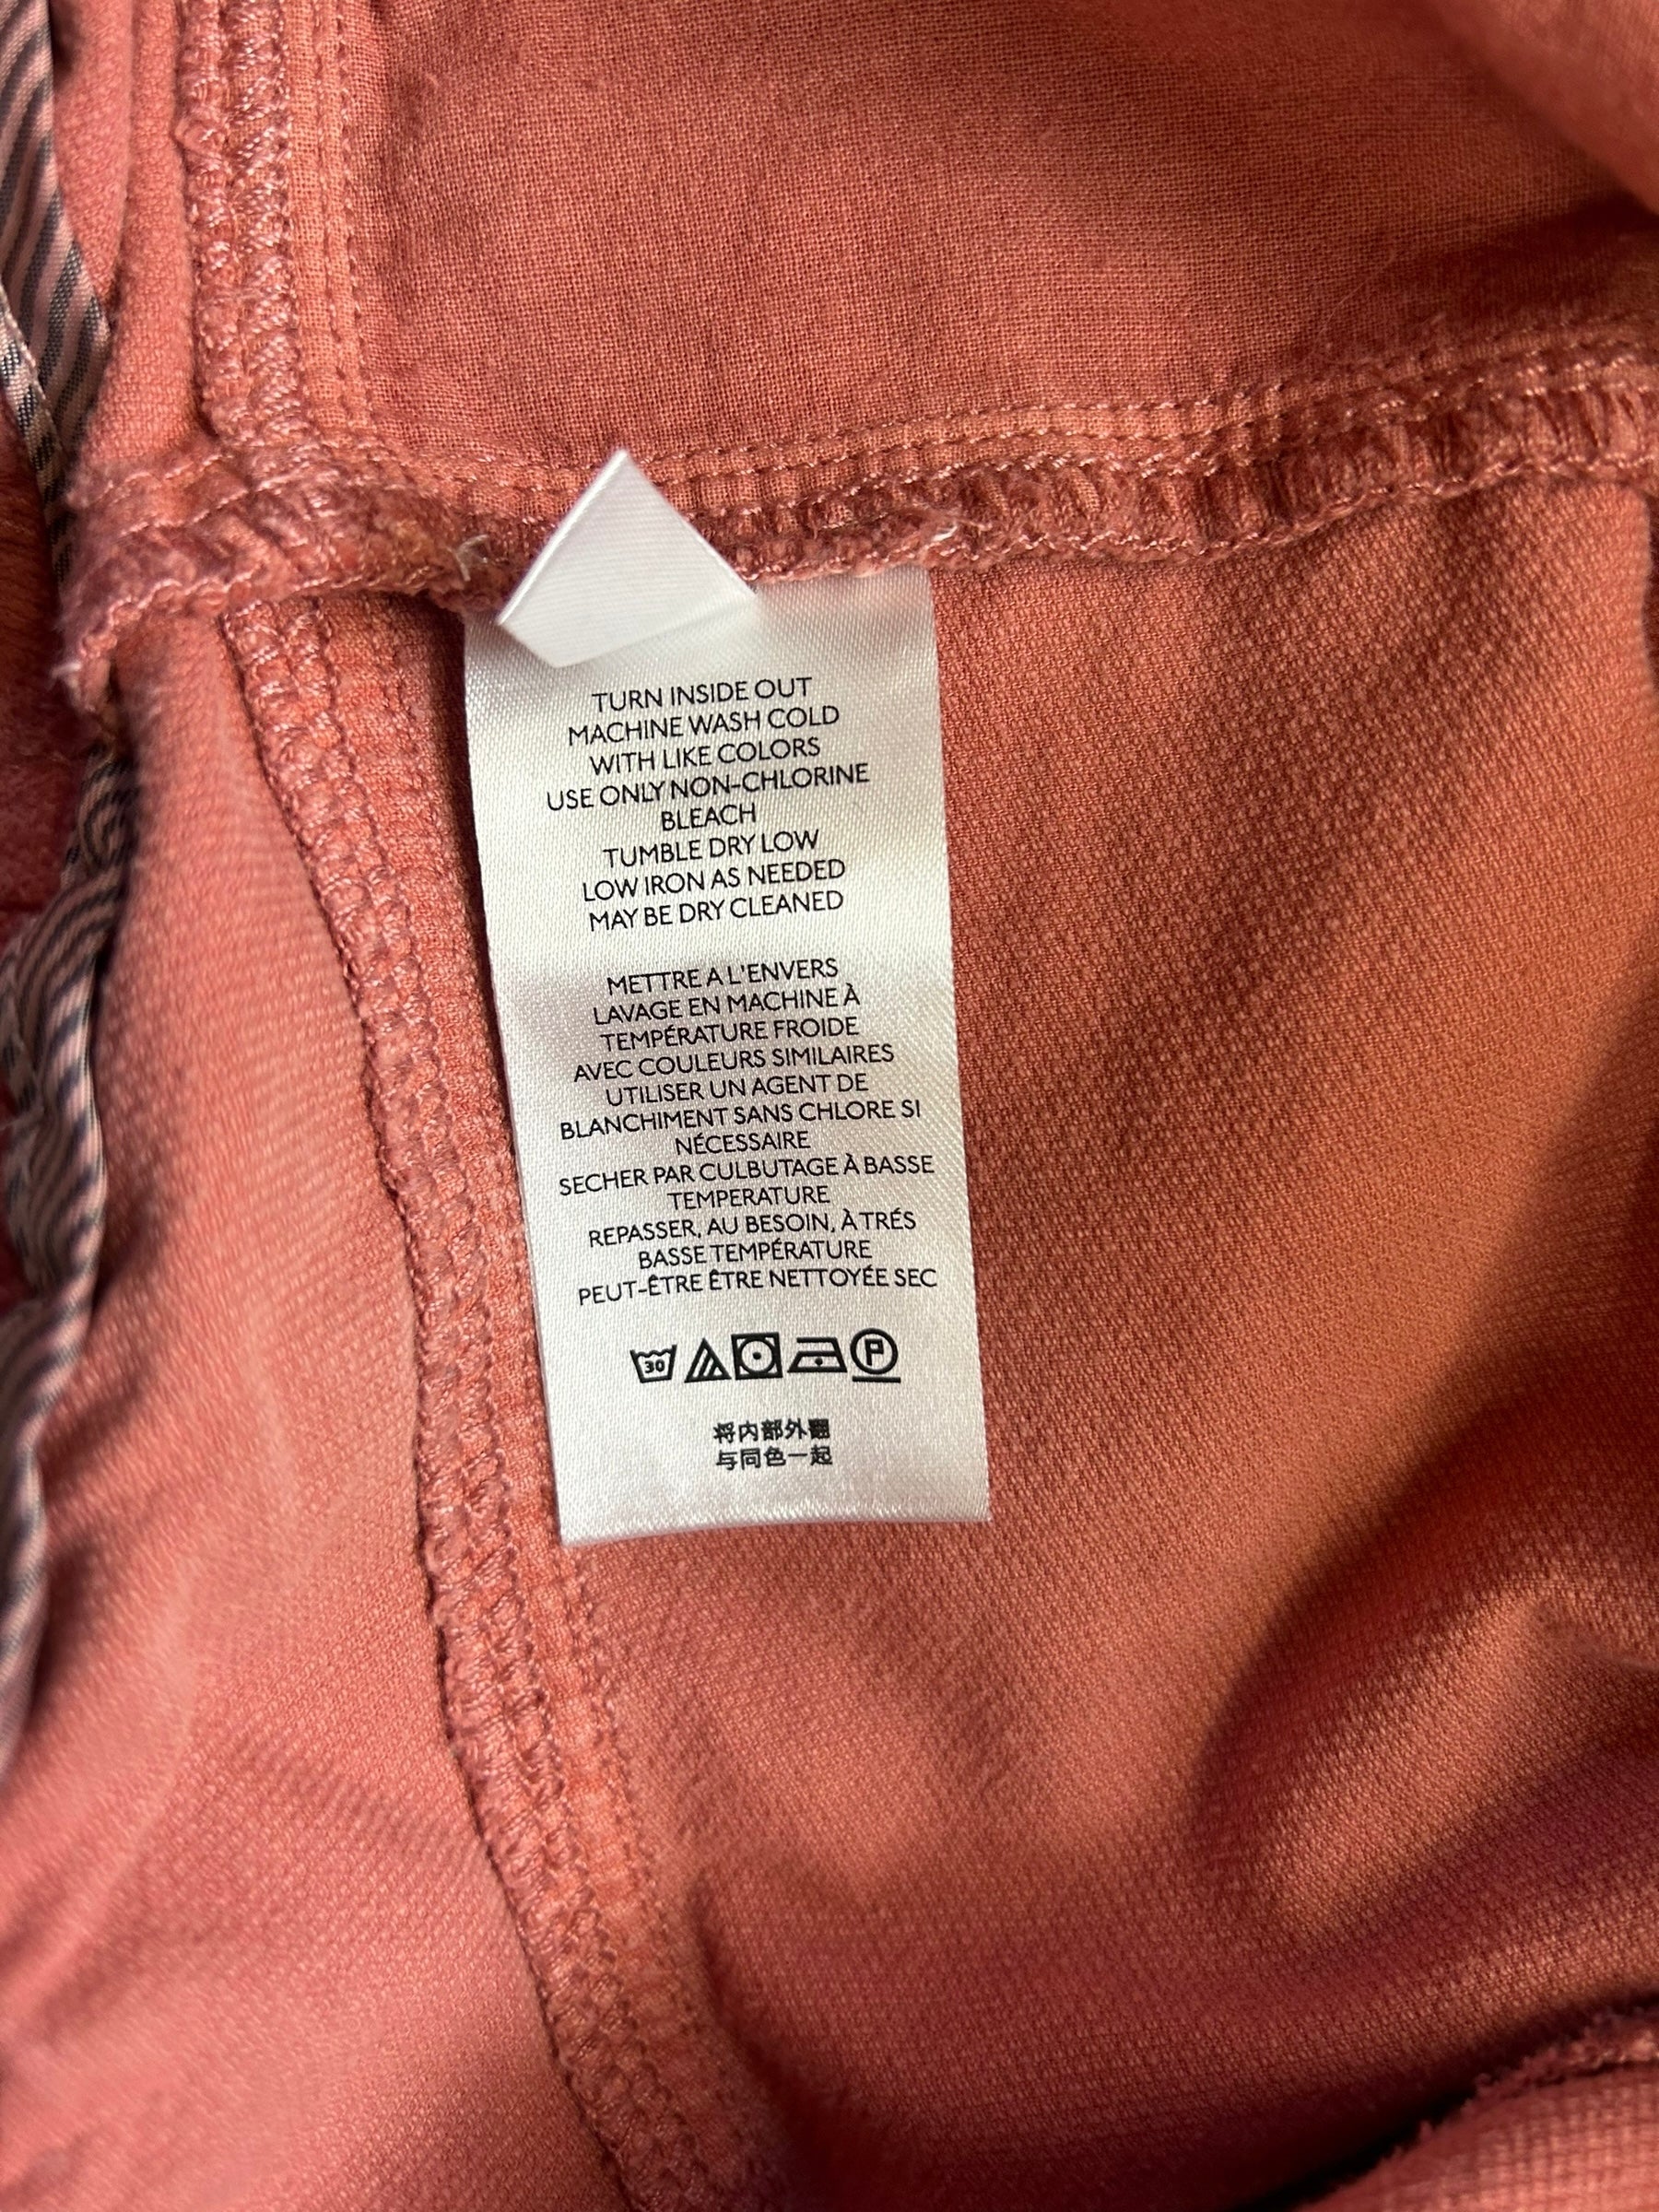 TURN INSIDE OUT
MACHINE WASH COLD
WITH LIKE COLORS
USE ONLY NON-CHLORINE
BLEACH
TUMBLE DRY LOW
LOW IRON AS NEEDED
MAY BE DRY CLEANED
METTRE A L'ENVERS
LAVAGE EN MACHINE À
TEMPÉRATURE FROIDE
AVEC COULEURS SIMILAIRES
UTILISER UN AGENT DE
BLANCHIMENT SANS CHLORE SI
NÉCESSAIRE
SECHER PAR CULBUTAGE À BASSE
TEMPERATURE
REPASSER, AU BESOIN, À TRÉS
BASSE TEMPÉRATURE
PEUT-ÊTRE ÊTRE NETTOYÉE SEC
30 P
将内部外翻
与同色一起